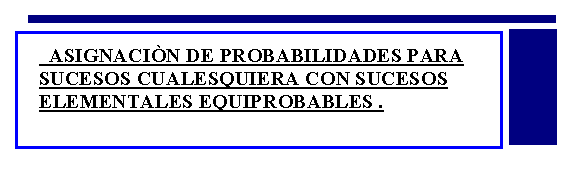 ASIGNACIÒN DE PROBABILIDADES PARA
SUCESOS CUALESQUIERA CON SUCESOS
ELEMENTALES EQUIPROBABLES .